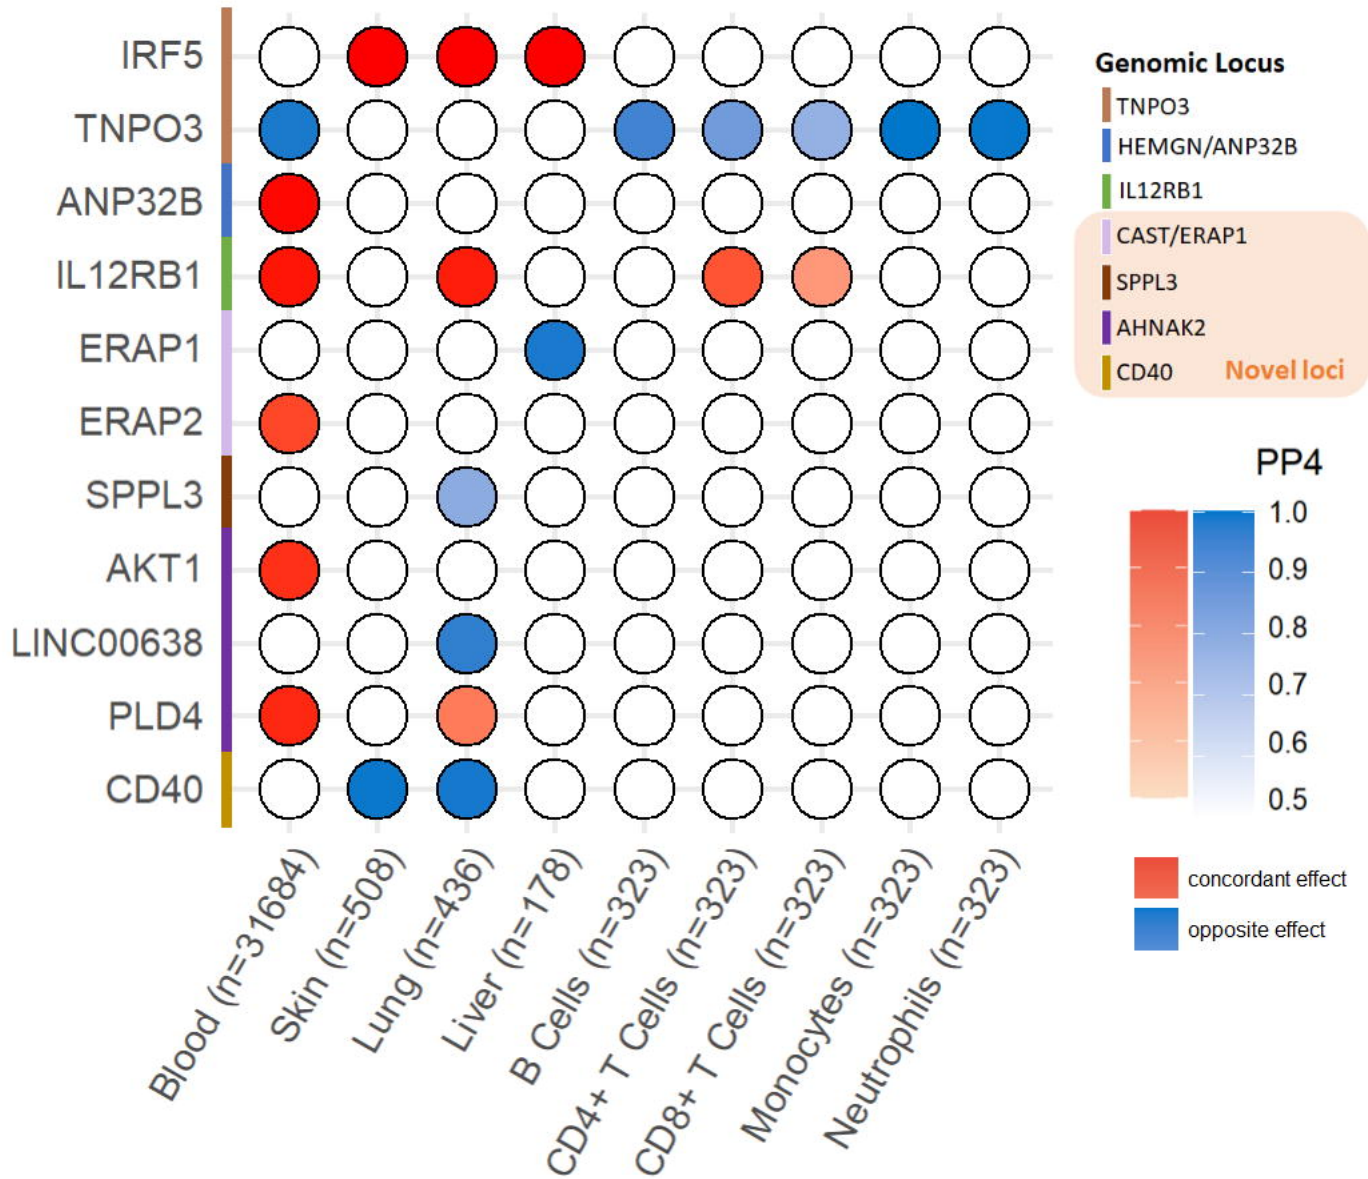 IRF5
TNPO3
ANP32B
IL12RB1
ERAP1
ERAP2
SPPL3
AKT1
LINC00638
PLD4
CD40
Blood (n=31684)
Skin (n=508)
Lung (n=436)
Liver (n=178)
B Cells (n=323)
CD4+ T Cells (n=323)
CD8+ T Cells (n=323)
Monocytes (n=323)
Neutrophils (n=323)
Genomic Locus
TNPO3
HEMGN/ANP32B
IL12RB1
CAST/ERAP1
SPPL3
AHNAK2
CD40
Novel loci
PP4
1.0
0.9
0.8
0.7
0.6
0.5
concordant effect
opposite effect